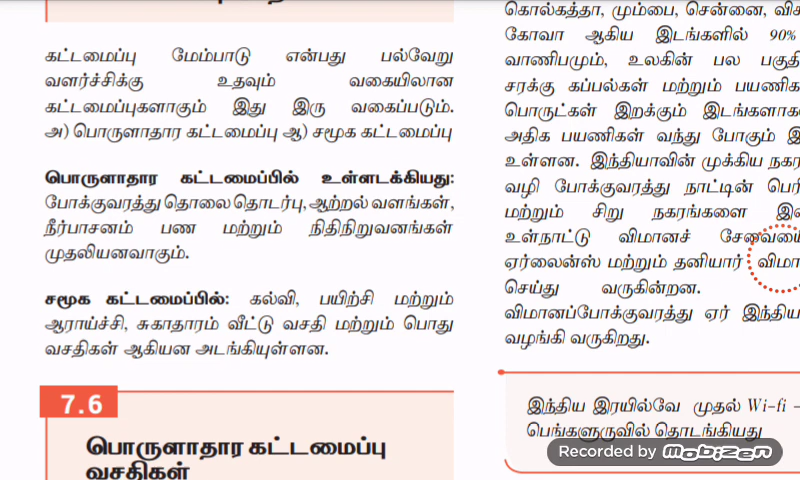 கட்டமைப்பு மேம்பாடு என்பது பல்வேறு
வளர்ச்சிக்கு உதவும் வகையிலான
கட்டமைப்புகளாகும் இது இரு வகைப்படும்.
அ) பொருளாதார கட்டமைப்பு ஆ) சமூக கட்டமைப்பு
பொருளாதார கட்டமைப்பில் உள்ளடக்கியது:
போக்குவரத்து தொலை தொடர்பு, ஆற்றல் வளங்கள்,
நீர்பாசனம் பண மற்றும் நிதிநிறுவனங்கள்
முதலியனவாகும்.
சமூக கட்டமைப்பில்: கல்வி, பயிற்சி மற்றும்
ஆராய்ச்சி, சுகாதாரம் வீட்டு வசதி மற்றும் பொது
வசதிகள் ஆகியன அடங்கியுள்ளன.
7.6
பொருளாதார கட்டமைப்பு
வசதிகள்
கொல்கத்தா, மும்பை, சென்னை,
கோவா ஆகிய இடங்களில் 90%
வாணிபமும், உலகின் பல
சரக்கு கப்பல்கள் மற்றும்
பொருட்கள் இறக்கும்
அதிக பயணிகள் வந்து போகும்
உள்ளன. இந்தியாவின் முக்கிய
வழி போக்குவரத்து நாட்டின்
மற்றும் சிறு நகரங்களை
உள்நாட்டு விமானச்
ஏர்லைன்ஸ் மற்றும் தனியார்
செய்து வருகின்றன.
விமானப்போக்குவரத்து ஏர்
வழங்கி வருகிறது.
இந்திய இரயில்வே முதல் Wi-fi –
பெங்களுருவில் தொடங்கியது
Recorded by mobizen